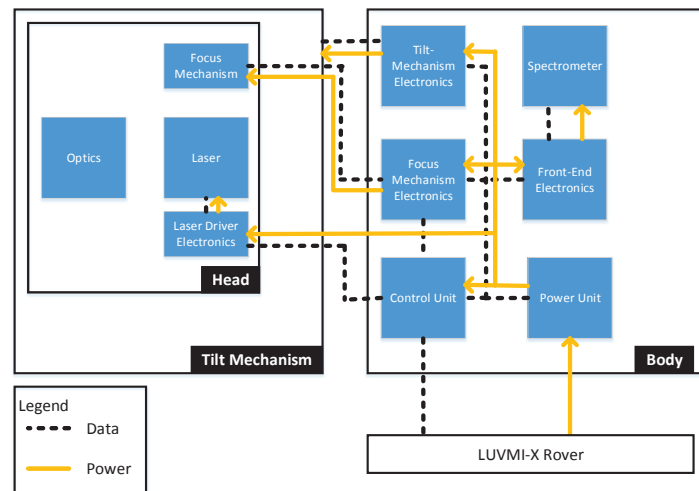 Focus
Mechanism
Optics
Laser
Laser Driver
Electronics
Head
Tilt Mechanism
Tilt-
Mechanism
Electronics
Spectrometer
Focus
Mechanism
Electronics
Front-End
Electronics
Control Unit
Power Unit
Body
Legend
Data
Power
LUVMI-X Rover